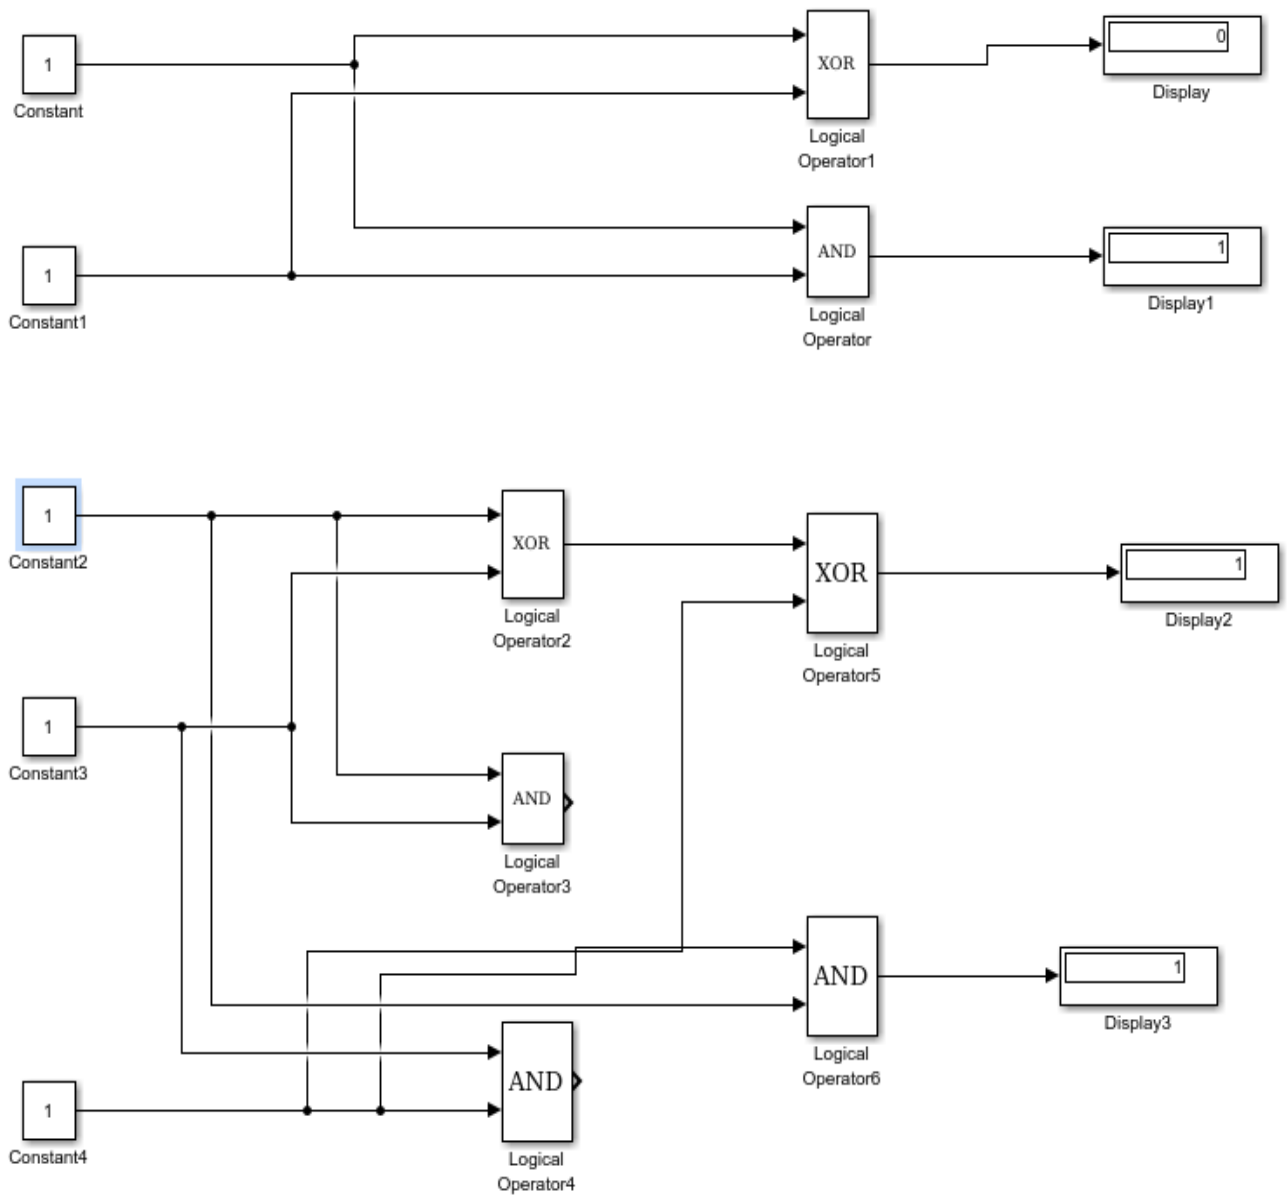 1
Constant
XOR
Logical
Operator1
0
Display
1
Constant1
AND
Logical
Operator
1
Display1
1
Constant2
XOR
Logical
Operator2
XOR
Logical
Operator5
1
Display2
1
Constant3
AND
Logical
Operator3
AND
Logical
Operator6
1
Display3
1
Constant4
AND
Logical
Operator4